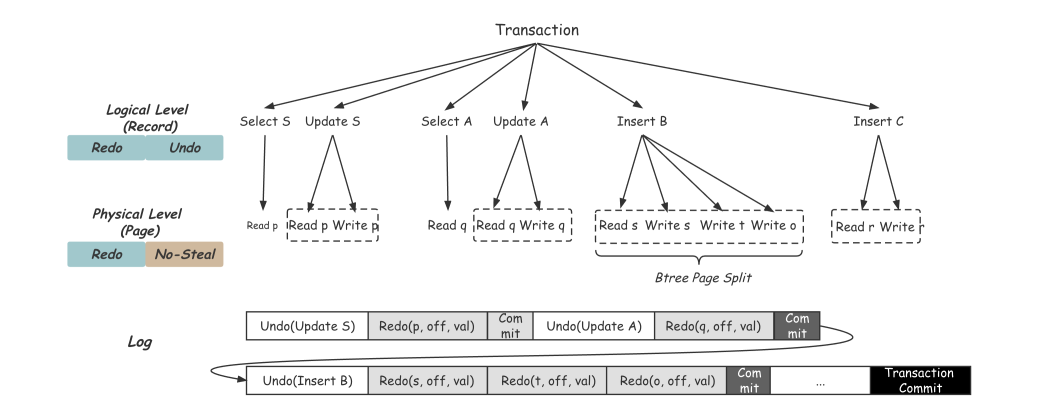 Transaction
Logical Level
(Record)
Redo Undo
Select S Update S Select A Update A Insert B Insert C
Physical Level
(Page)
Redo No-Steal
Read p Read p Write p Read q Read q Write q Read s Write s Write t Write o Read r Write r
Btree Page Split
Log
Undo(Update S) Redo(p, off, val) Com
mit Undo(Update A) Redo(q, off, val) Com
mit
Undo(Insert B) Redo(s, off, val) Redo(t, off, val) Redo(o, off, val) Com
mit ... Transaction
Commit